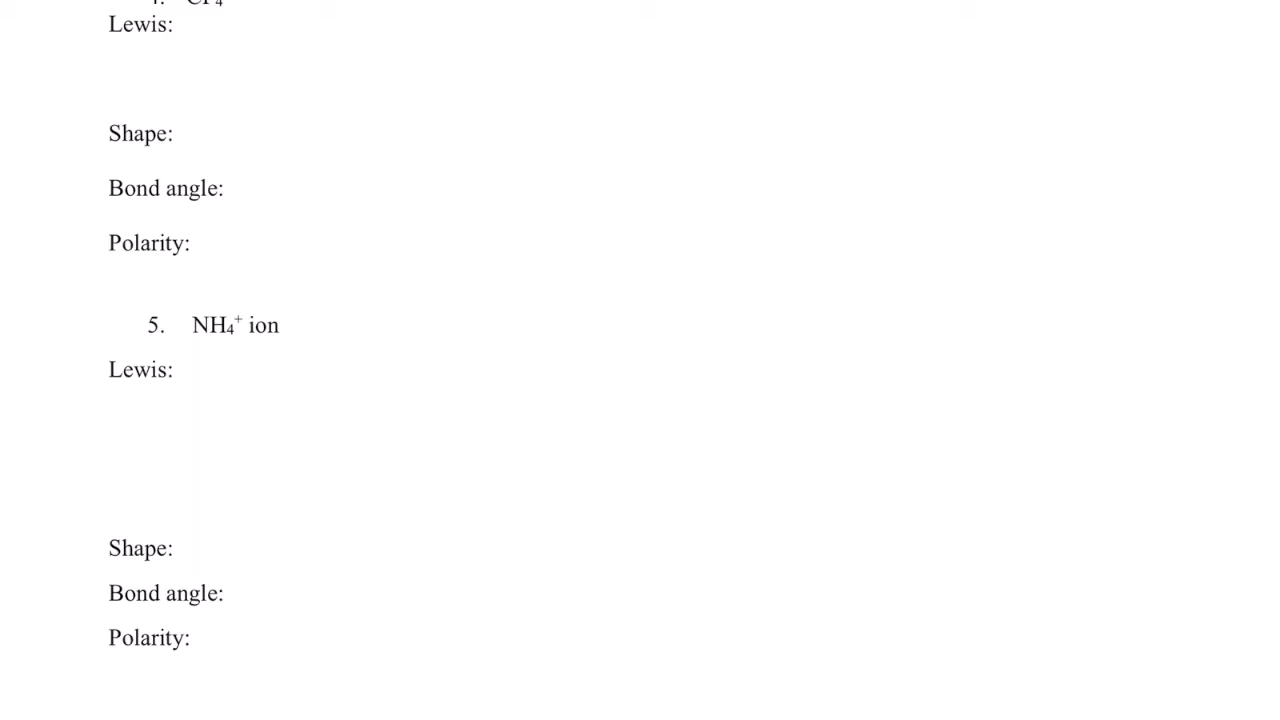 Lewis:
Shape:
Bond angle:
Polarity:
5. NH₄⁺ ion
Lewis:
Shape:
Bond angle:
Polarity: